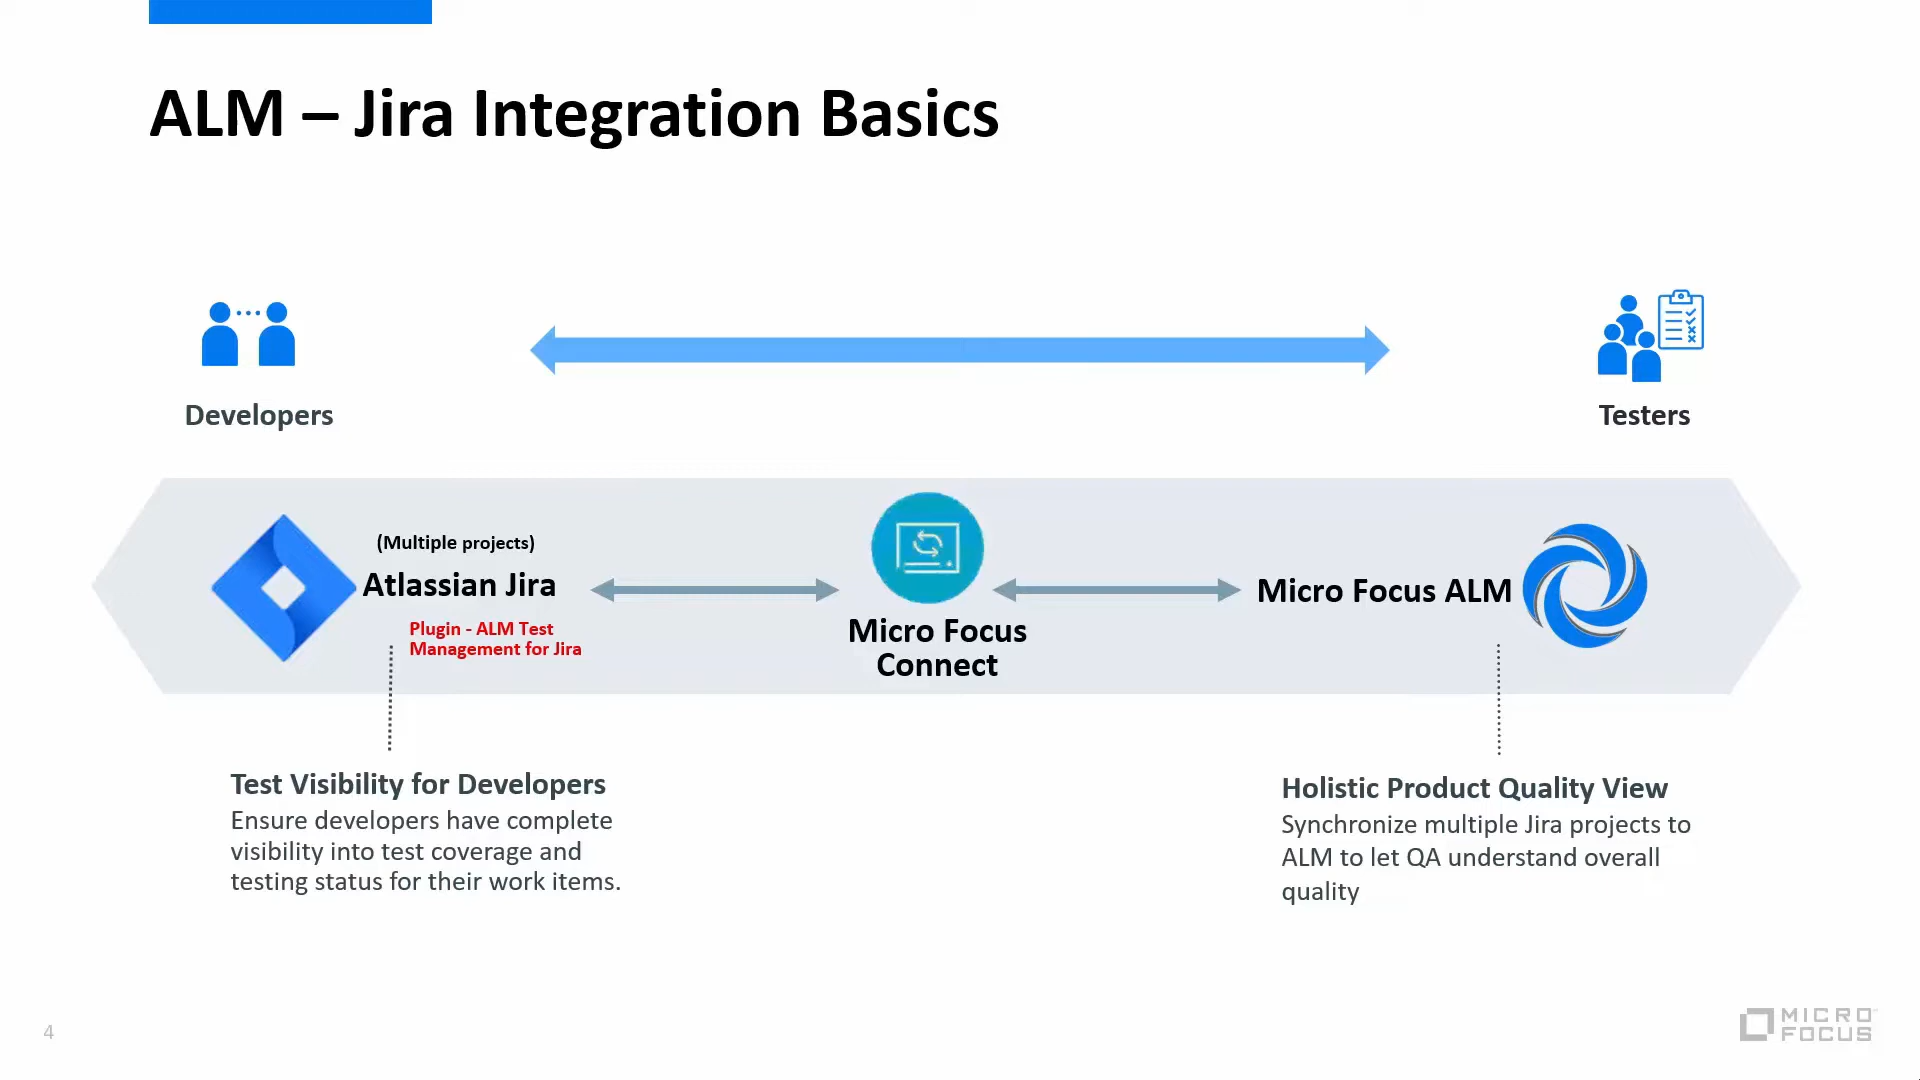 ALM – Jira Integration Basics
Developers
Testers
(Multiple projects)
Atlassian Jira
Plugin - ALM Test
Management for Jira
Micro Focus
Connect
Micro Focus ALM
Test Visibility for Developers
Ensure developers have complete
visibility into test coverage and
testing status for their work items.
Holistic Product Quality View
Synchronize multiple Jira projects to
ALM to let QA understand overall
quality
4
MICRO
FOCUS